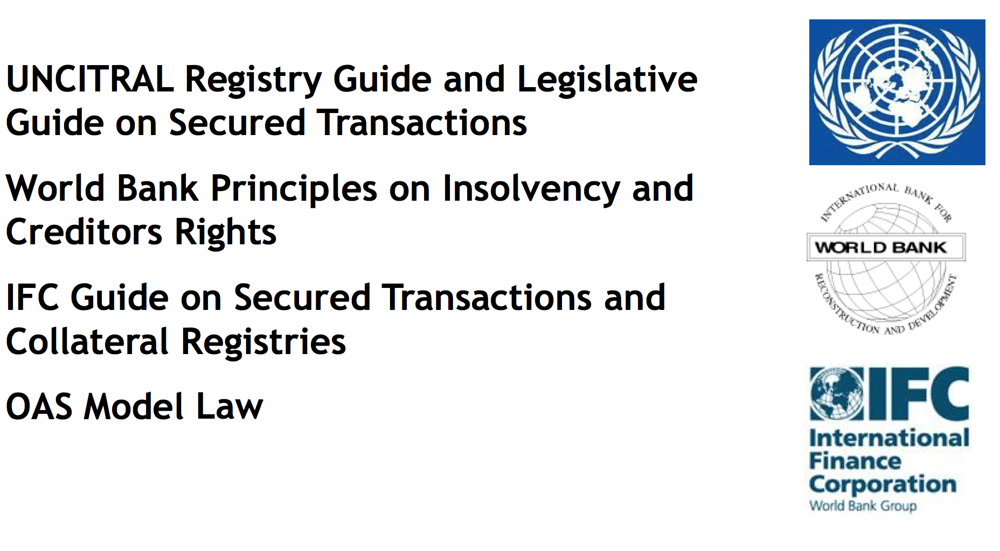 UNCITRAL Registry Guide and Legislative
Guide on Secured Transactions
World Bank Principles on Insolvency and
Creditors Rights
IFC Guide on Secured Transactions and
Collateral Registries
OAS Model Law
INTERNATIONAL BANK FOR
WORLD BANK
RECONSTRUCTION AND DEVELOPMENT
IFC
International
Finance
Corporation
World Bank Group